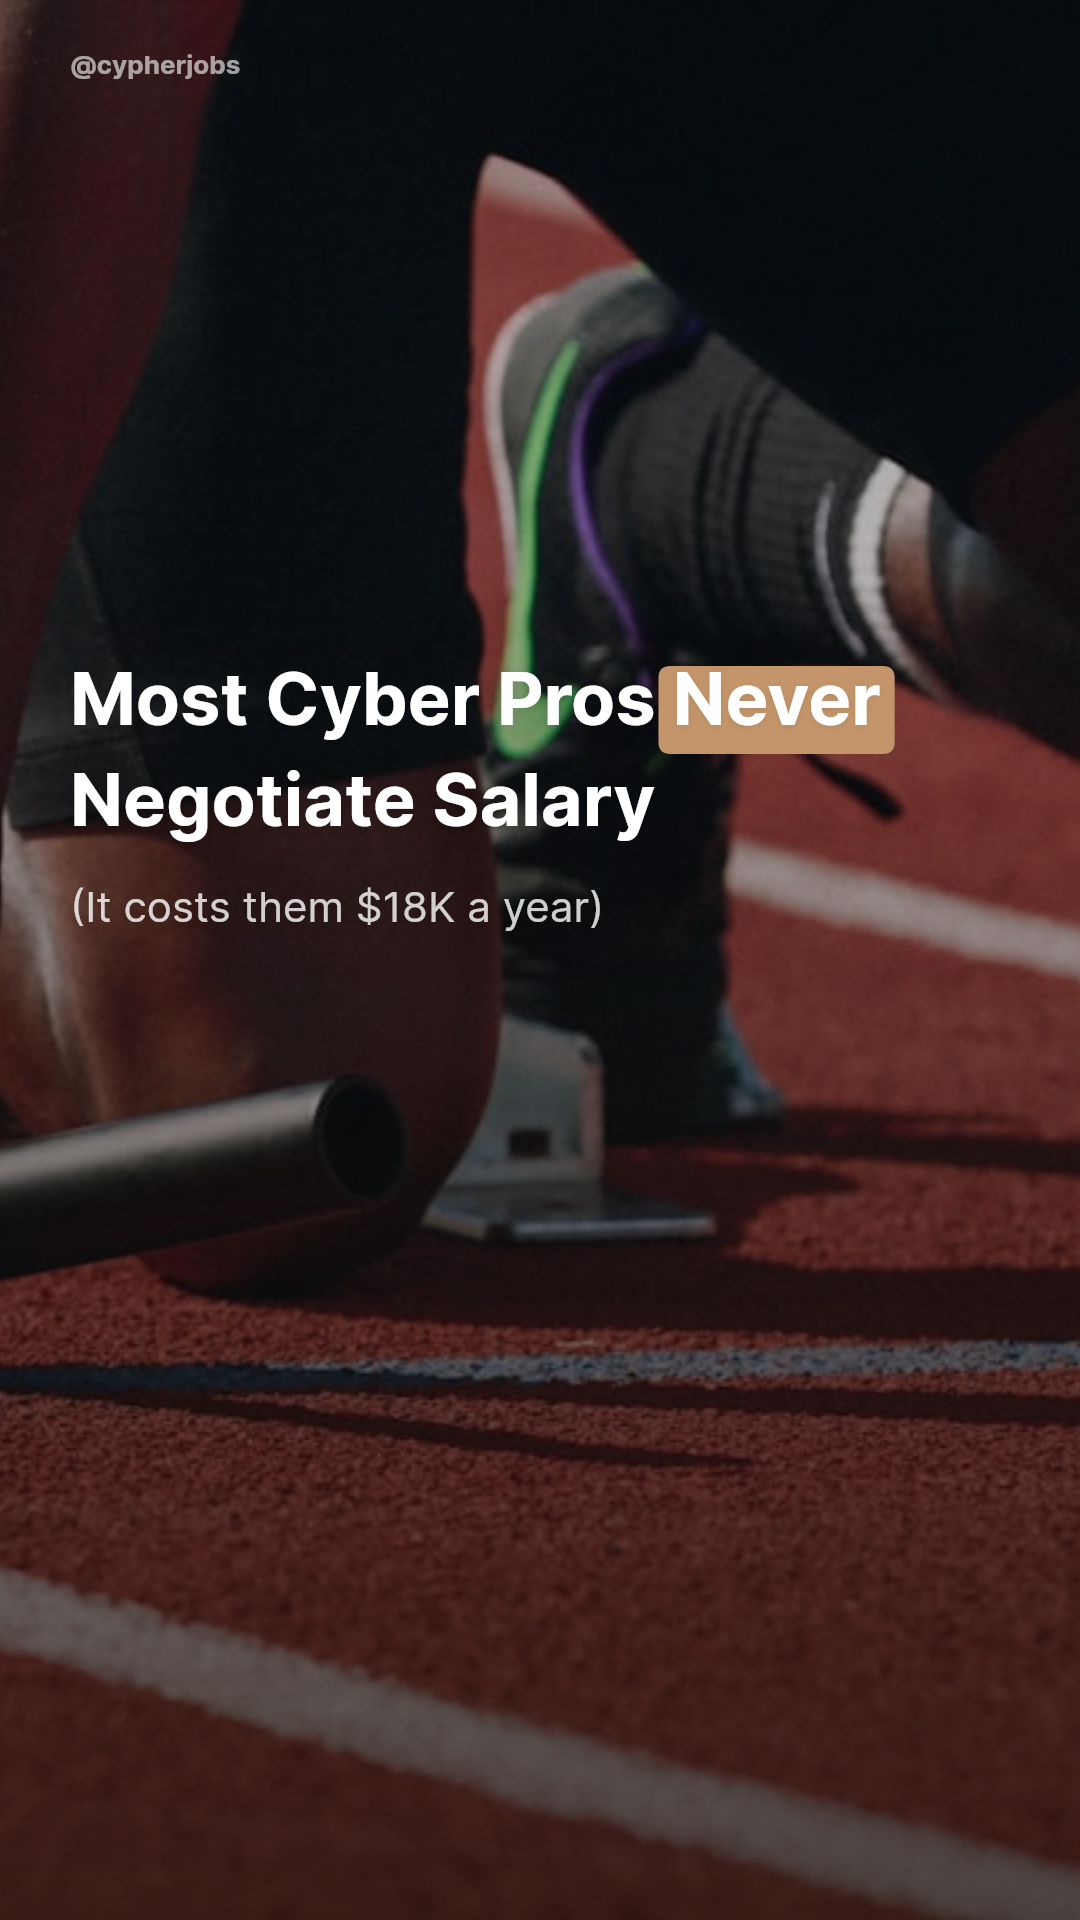 @cypherjobs
Most Cyber Pros Never
Negotiate Salary
(It costs them $18K a year)